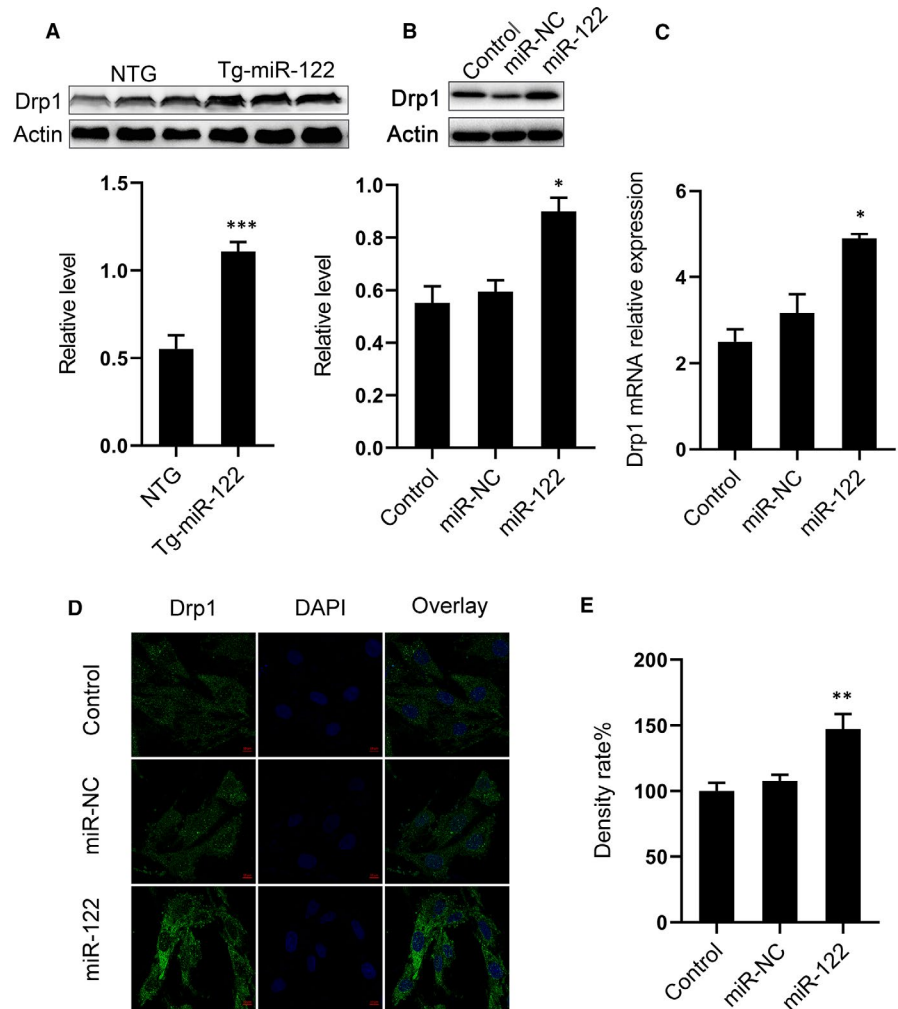 A
NTG
Tg-miR-122
Drp1
Actin
1.5
1.0
0.5
0.0
Relative level
***
NTG
Tg-miR-122
B
Control
miR-NC
miR-122
Drp1
Actin
1.0
0.8
0.6
0.4
0.2
0.0
Relative level
*
Control
miR-NC
miR-122
C
6
4
2
0
Drp1 mRNA relative expression
*
Control
miR-NC
miR-122
D
Drp1
DAPI
Overlay
Control
miR-NC
miR-122
E
200
150
100
50
0
Density rate%
**
Control
miR-NC
miR-122